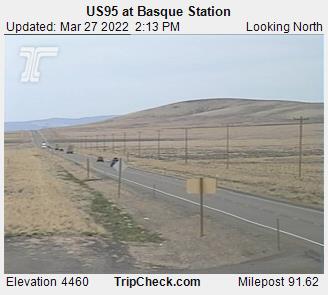 US95 at Basque Station
Updated: Mar 27 2022 2:13 PM Looking North
Elevation 4460 TripCheck.com Milepost 91.62